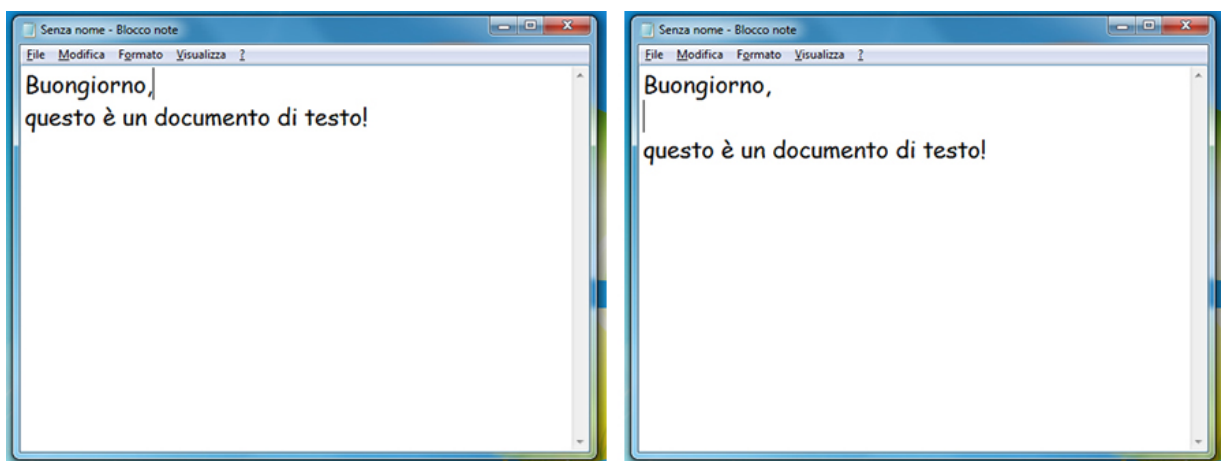 Senza nome - Blocco note
File Modifica Formato Visualizza ?
Buongiorno,
questo è un documento di testo!
Senza nome - Blocco note
File Modifica Formato Visualizza ?
Buongiorno,
questo è un documento di testo!